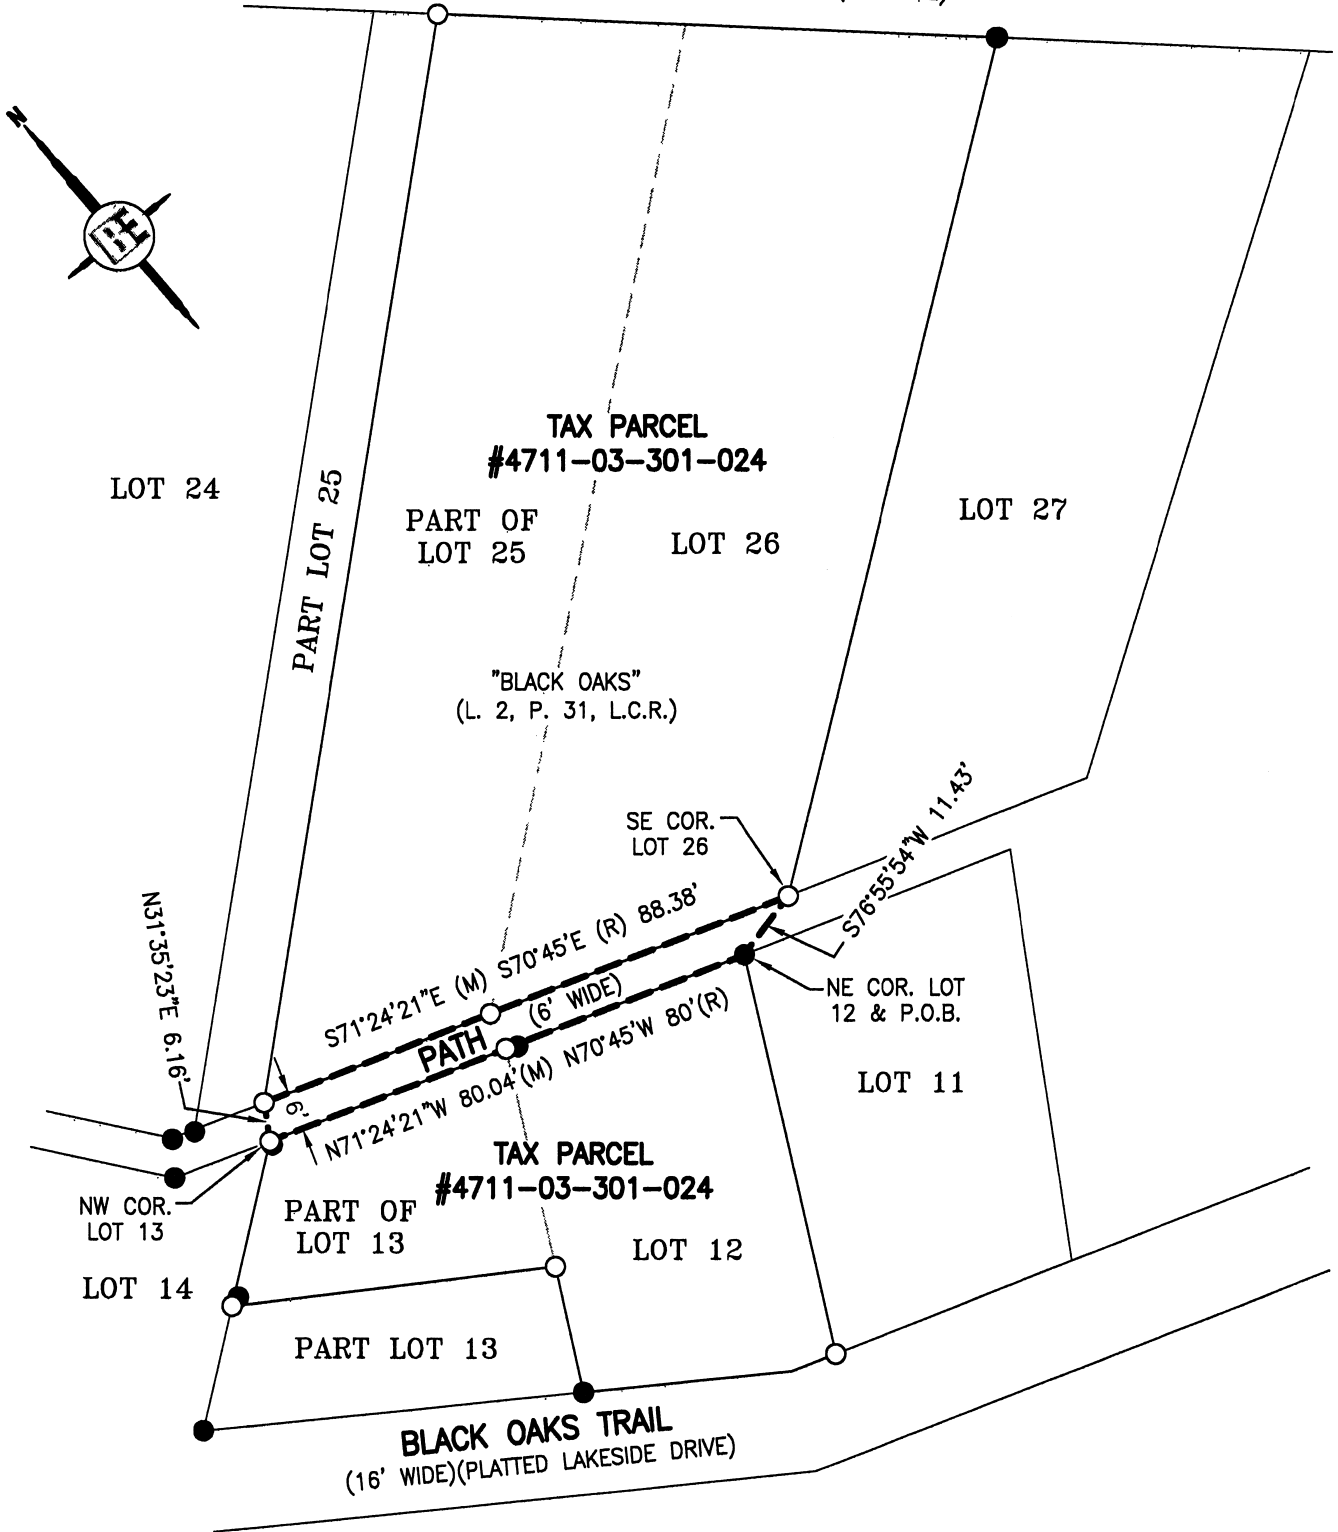 N
BE
TAX PARCEL
#4711-03-301-024
LOT 24
PART LOT 25
PART OF
LOT 25
LOT 26
LOT 27
"BLACK OAKS"
(L. 2, P. 31, L.C.R.)
SE COR.
LOT 26
S76°55'54"W 11.43'
N31°35'23"E 6.16'
S71°24'21"E (M) S70°45'E (R) 88.38'
PATH (6' WIDE)
6'
N71°24'21"W 80.04'(M) N70°45'W 80'(R)
NE COR. LOT
12 & P.O.B.
LOT 11
TAX PARCEL
#4711-03-301-024
NW COR.
LOT 13
PART OF
LOT 13
LOT 12
LOT 14
PART LOT 13
BLACK OAKS TRAIL
(16' WIDE)(PLATTED LAKESIDE DRIVE)